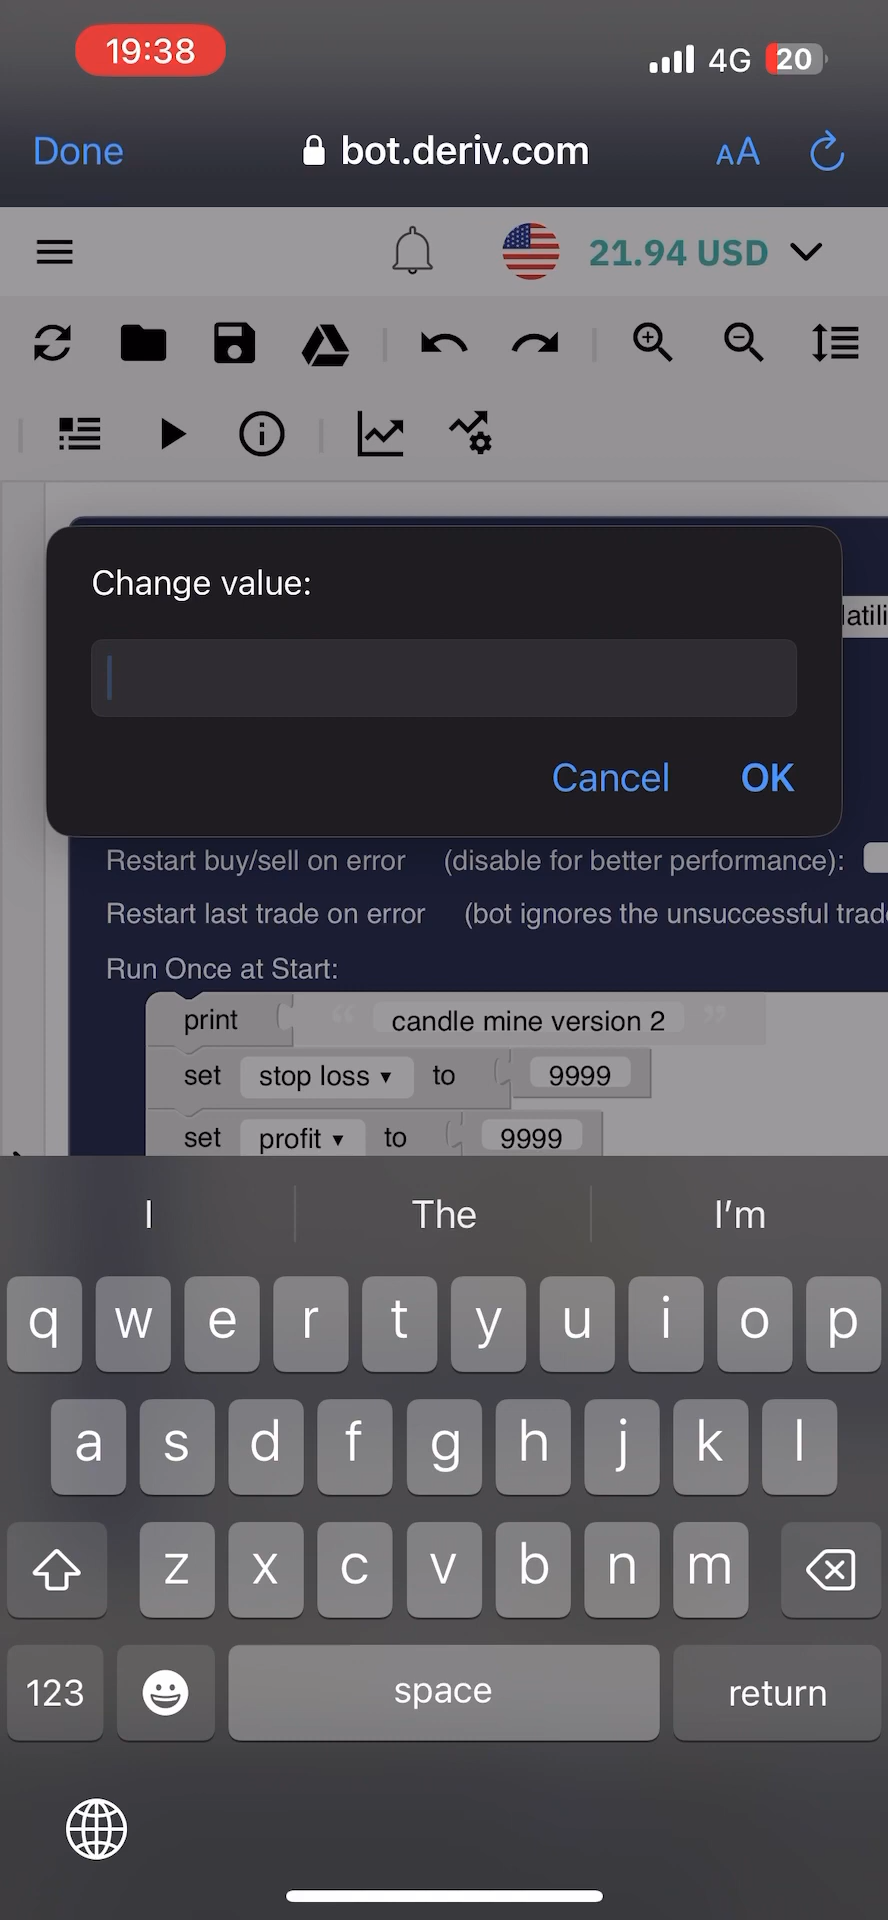 19:38
4G 20
Done bot.deriv.com AA
21.94 USD
Change value:
latili
Cancel OK
Restart buy/sell on error (disable for better performance):
Restart last trade on error (bot ignores the unsuccessful trade
Run Once at Start:
print “ candle mine version 2 ”
set stop loss ▾ to 9999
set profit ▾ to 9999
I The I’m
q w e r t y u i o p
a s d f g h j k l
z x c v b n m
123 space return